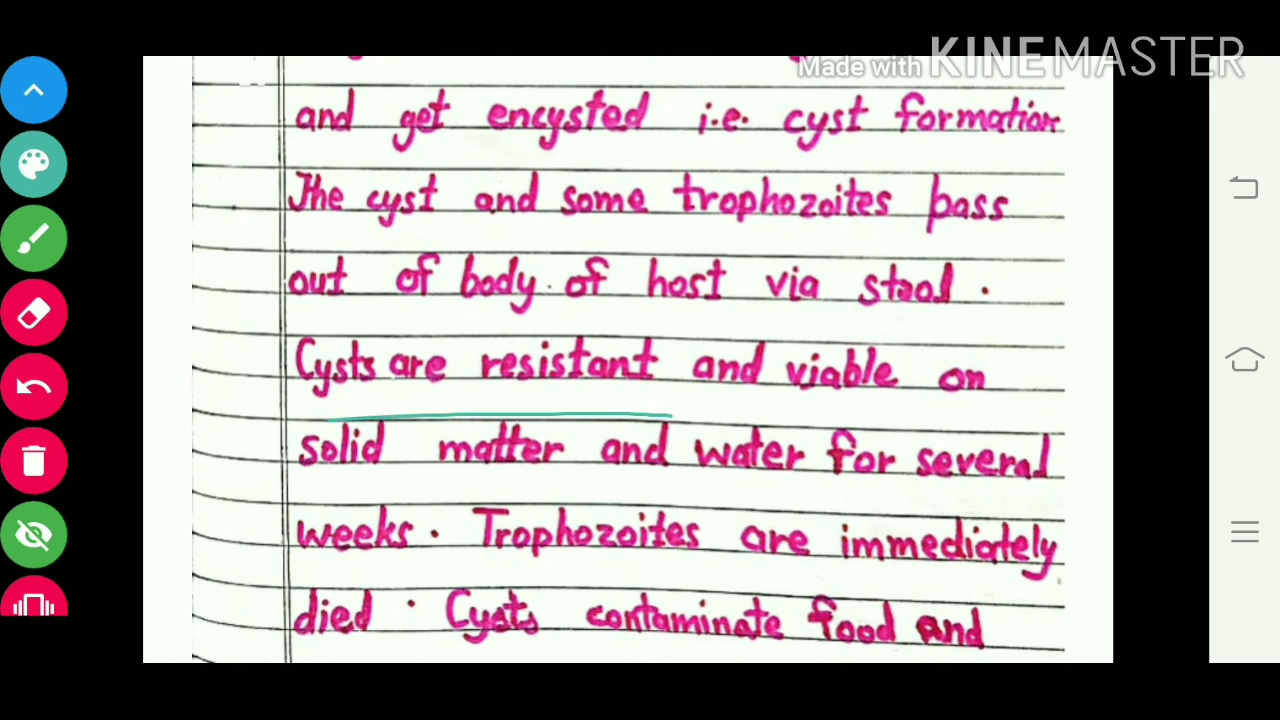 Made with KINEMASTER
and get encysted i.e. cyst formation
The cyst and some trophozoites pass
out of body of host via stool.
Cysts are resistant and viable on
solid matter and water for several
weeks. Trophozoites are immediately
died. Cysts contaminate food and